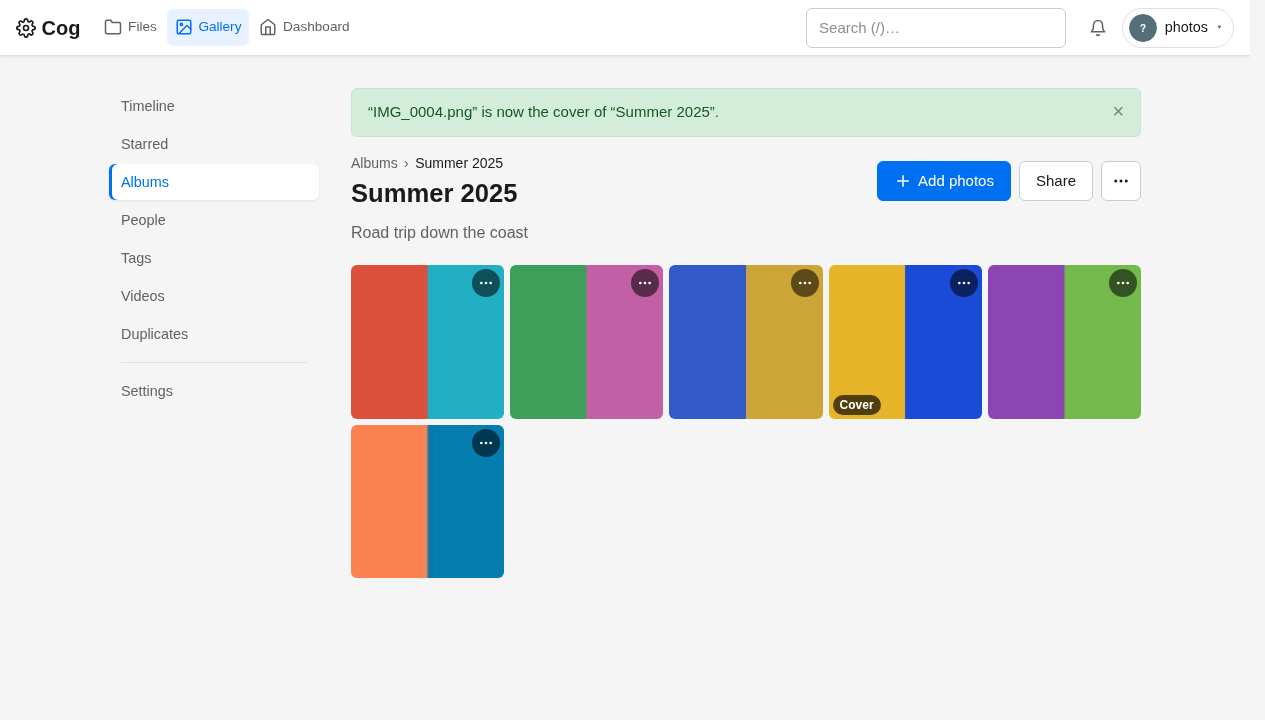 Cog
Files
Gallery
Dashboard
Search (/)…
?
photos
Timeline
Starred
Albums
People
Tags
Videos
Duplicates
Settings
“IMG_0004.png” is now the cover of “Summer 2025”.
Albums › Summer 2025
Summer 2025
Road trip down the coast
Add photos
Share
Cover